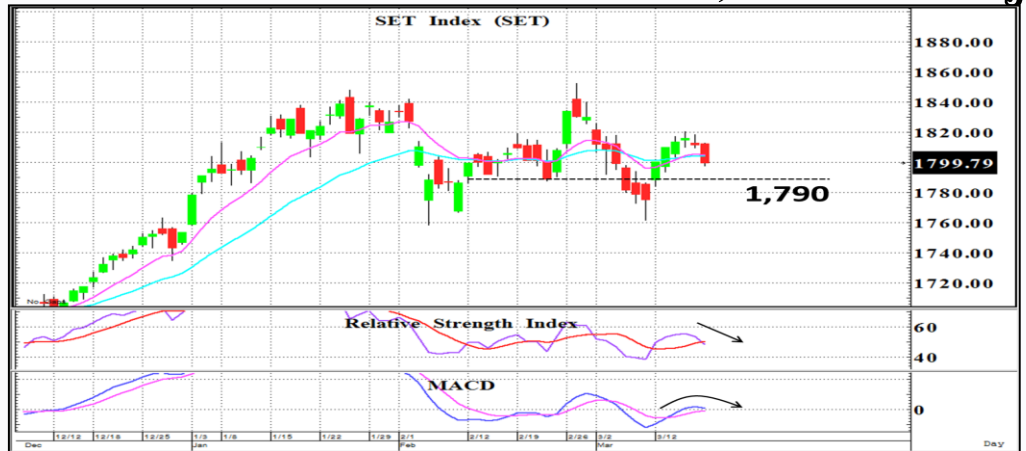 SET Index (SET)
1880.00
1860.00
1840.00
1820.00
1799.79
1780.00
1,790
1760.00
1740.00
1720.00
Relative Strength Index
60
40
MACD
0
12/12 12/18 12/25 1/3 1/8 1/15 1/22 1/29 2/1 2/12 2/19 2/26 3/2 3/12
Dec Jan Feb Mar Day